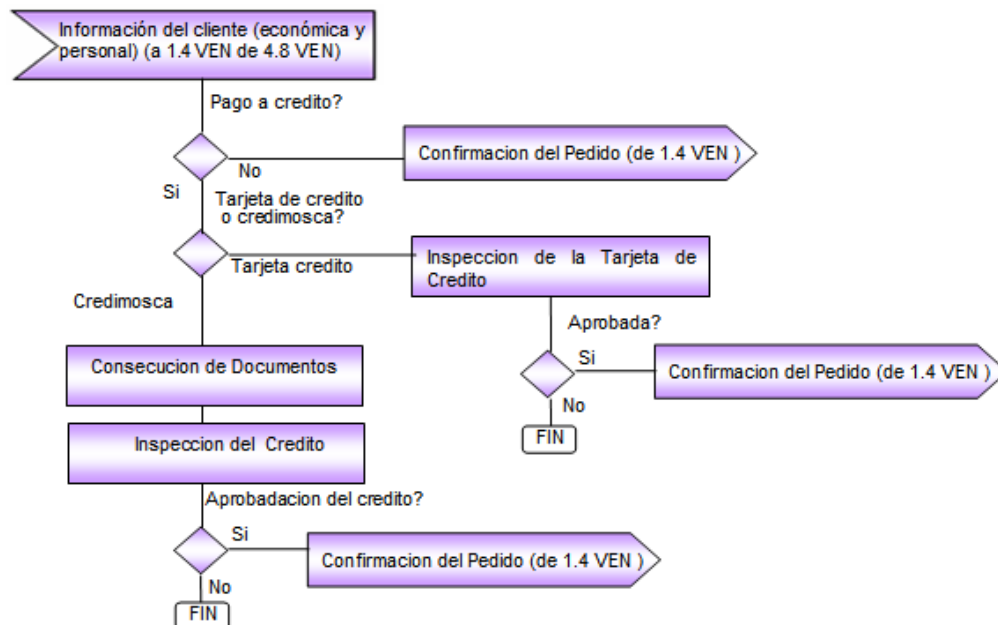 Información del cliente (económica y
personal) (a 1.4 VEN de 4.8 VEN)
Pago a credito?
Confirmacion del Pedido (de 1.4 VEN )
No
Si
Tarjeta de credito
o credimosca?
Tarjeta credito
Inspeccion de la Tarjeta de
Credito
Credimosca
Aprobada?
Consecucion de Documentos
Si
Confirmacion del Pedido (de 1.4 VEN )
No
FIN
Inspeccion del Credito
Aprobadacion del credito?
Si
Confirmacion del Pedido (de 1.4 VEN )
No
FIN